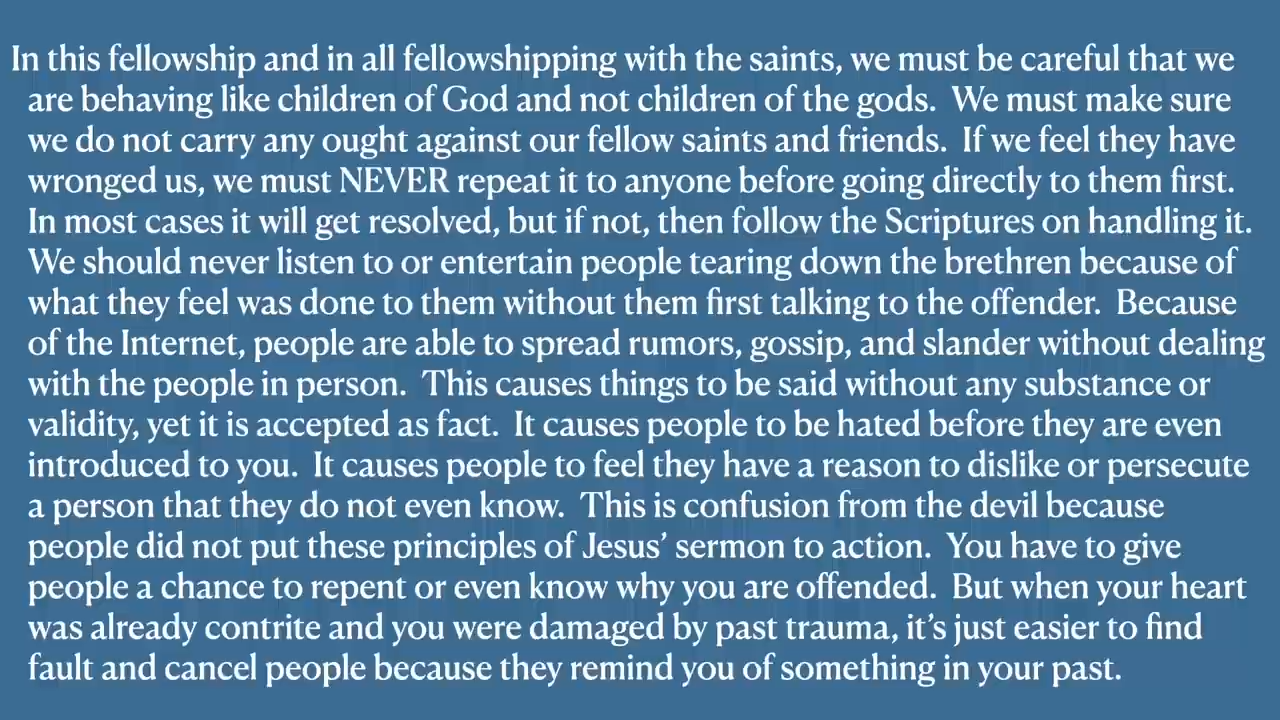 In this fellowship and in all fellowshipping with the saints, we must be careful that we
are behaving like children of God and not children of the gods.  We must make sure
we do not carry any ought against our fellow saints and friends.  If we feel they have
wronged us, we must NEVER repeat it to anyone before going directly to them first.
In most cases it will get resolved, but if not, then follow the Scriptures on handling it.
We should never listen to or entertain people tearing down the brethren because of
what they feel was done to them without them first talking to the offender.  Because
of the Internet, people are able to spread rumors, gossip, and slander without dealing
with the people in person.  This causes things to be said without any substance or
validity, yet it is accepted as fact.  It causes people to be hated before they are even
introduced to you.  It causes people to feel they have a reason to dislike or persecute
a person that they do not even know.  This is confusion from the devil because
people did not put these principles of Jesus’ sermon to action.  You have to give
people a chance to repent or even know why you are offended.  But when your heart
was already contrite and you were damaged by past trauma, it’s just easier to find
fault and cancel people because they remind you of something in your past.